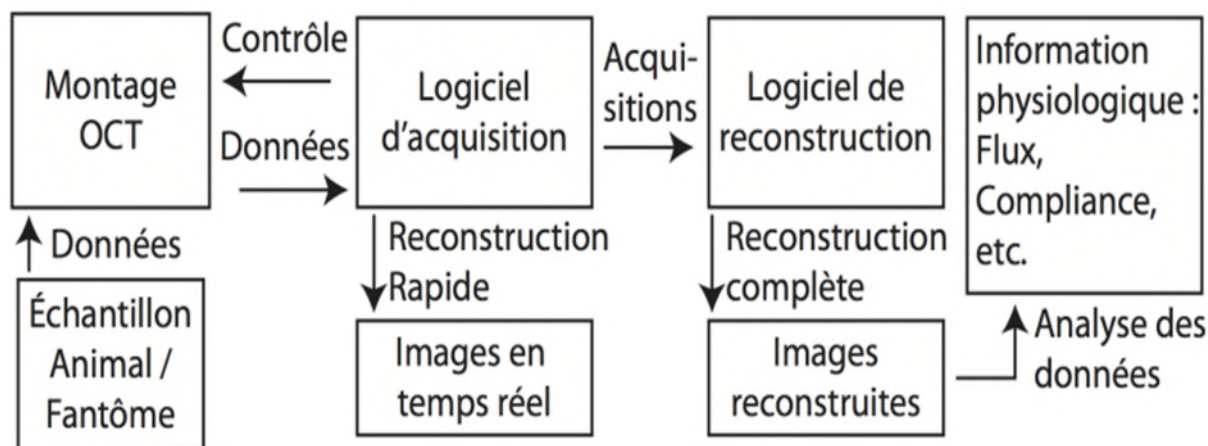 Montage
OCT
Contrôle
Données
Logiciel
d'acquisition
Acqui-
sitions
Logiciel de
reconstruction
Information
physiologique :
Flux,
Compliance,
etc.
Données
Échantillon
Animal /
Fantôme
Reconstruction
Rapide
Images en
temps réel
Reconstruction
complète
Images
reconstruites
Analyse des
données